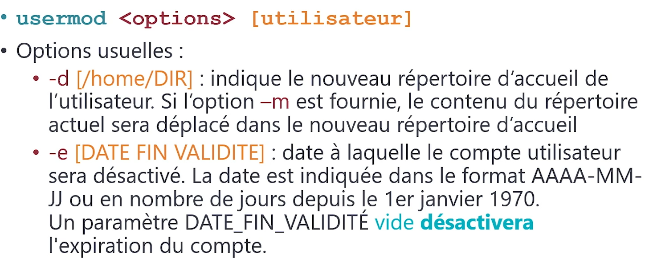 • usermod <options> [utilisateur]
• Options usuelles :
• -d [/home/DIR] : indique le nouveau répertoire d'accueil de
l'utilisateur. Si l'option –m est fournie, le contenu du répertoire
actuel sera déplacé dans le nouveau répertoire d'accueil
• -e [DATE FIN VALIDITE] : date à laquelle le compte utilisateur
sera désactivé. La date est indiquée dans le format AAAA-MM-
JJ ou en nombre de jours depuis le 1er janvier 1970.
Un paramètre DATE_FIN_VALIDITÉ vide désactivera
l'expiration du compte.